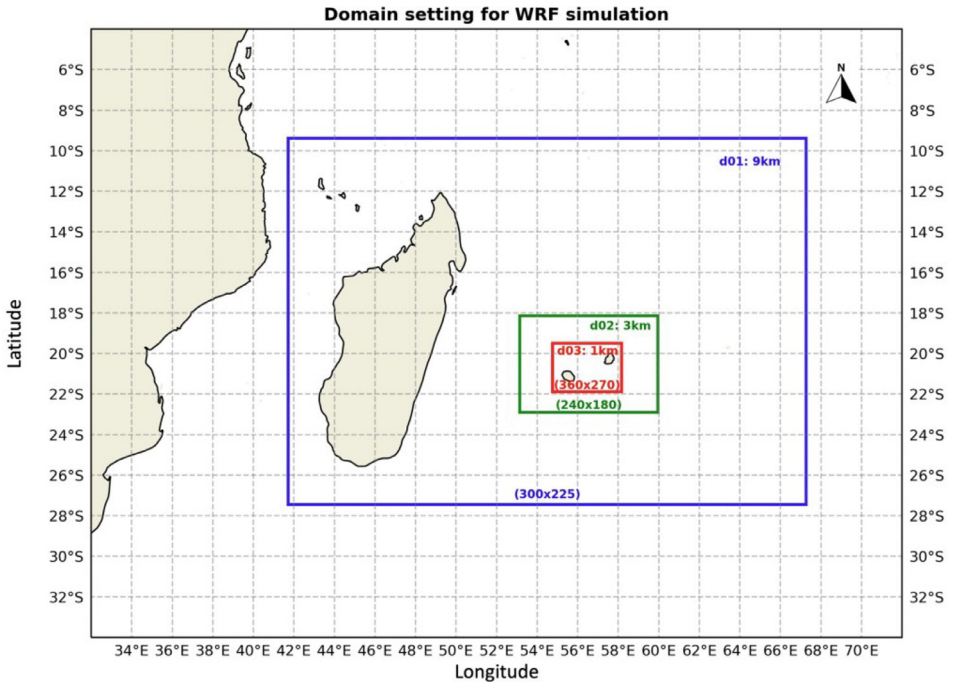 Domain setting for WRF simulation
N
6°S 6°S
8°S 8°S
10°S 10°S
d01: 9km
12°S 12°S
14°S 14°S
16°S 16°S
18°S 18°S
d02: 3km
20°S 20°S
d03: 1km
(360x270)
22°S 22°S
(240x180)
24°S 24°S
26°S 26°S
(300x225)
28°S 28°S
30°S 30°S
32°S 32°S
Latitude
34°E 36°E 38°E 40°E 42°E 44°E 46°E 48°E 50°E 52°E 54°E 56°E 58°E 60°E 62°E 64°E 66°E 68°E 70°E
Longitude